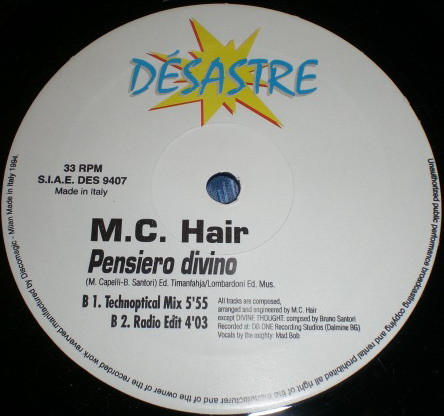 DÉSASTRE
33 RPM
S.I.A.E. DES 9407
Made in Italy
M.C. Hair
Pensiero divino
(M. Capelli-B. Santori) Ed. Timanfahja/Lombardoni Ed. Mus.
B 1. Technoptical Mix 5'55
B 2. Radio Edit 4'03
All tracks are composed,
arranged and engineered by M.C. Hair
except DIVINE THOUGHT: compsed by Bruno Santori
Recorded at: DB ONE Recording Studios (Dalmine BG)
Vocals by the mighty: Mad Bob
Unauthorized public performance broadcasting copying and rental prohibited all right of the manufacturer and of the owner of the recorded work reserved manufactured by Discomagic - Milan Made in Italy 1994.